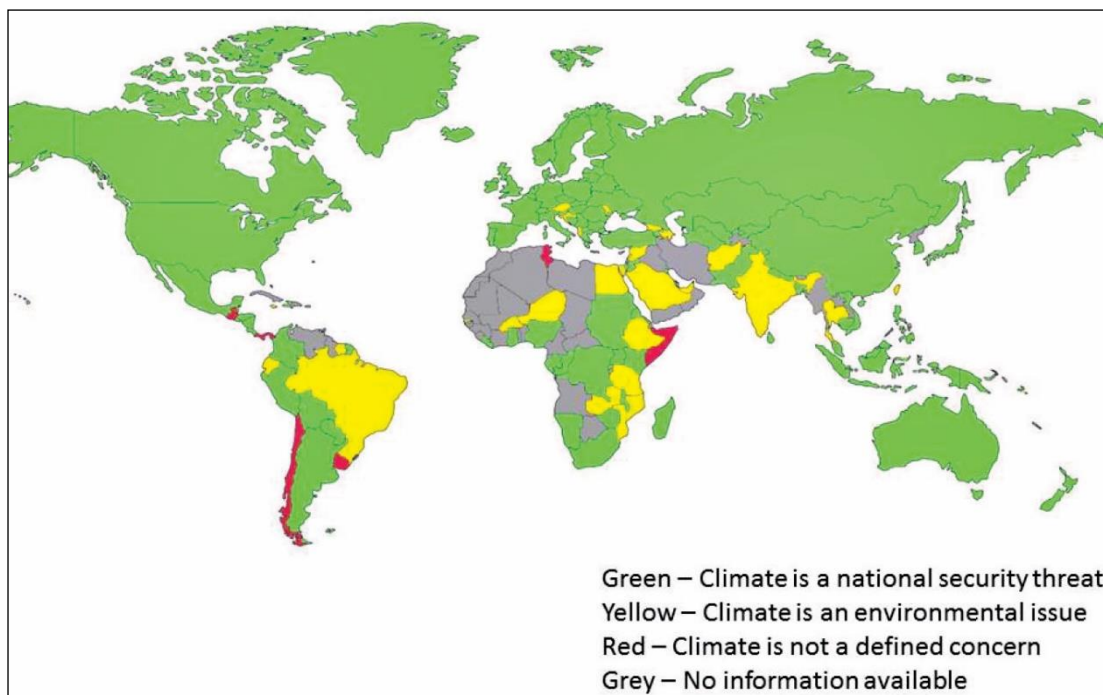 Green – Climate is a national security threat
Yellow – Climate is an environmental issue
Red – Climate is not a defined concern
Grey – No information available